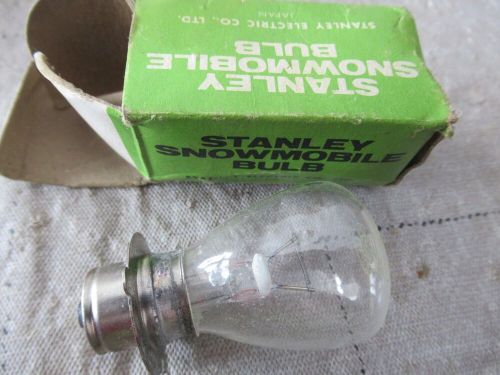 STANLEY ELECTRIC CO., LTD.
JAPAN
STANLEY
SNOWMOBILE
BULB
STANLEY
SNOWMOBILE
BULB